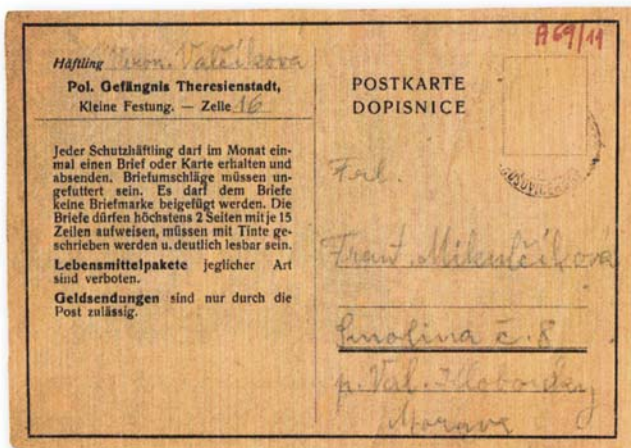 Häftling Veron. Valčíkova
Pol. Gefängnis Theresienstadt,
Kleine Festung. — Zelle 16
Jeder Schutzhäftling darf im Monat ein-
mal einen Brief oder Karte erhalten und
absenden. Briefumschläge müssen un-
gefuttert sein. Es darf dem Briefe
keine Briefmarke beigefügt werden. Die
Briefe dürfen höchstens 2 Seiten mit je 15
Zeilen aufweisen, müssen mit Tinte ge-
schrieben werden u. deutlich lesbar sein.
Lebensmittelpakete jeglicher Art
sind verboten.
Geldsendungen sind nur durch die
Post zulässig.
A 69/19
POSTKARTE
DOPISNICE
Frl.
Frant. Mikulčíková
Smolina č. 8
p. Val. Klobouky
Morava